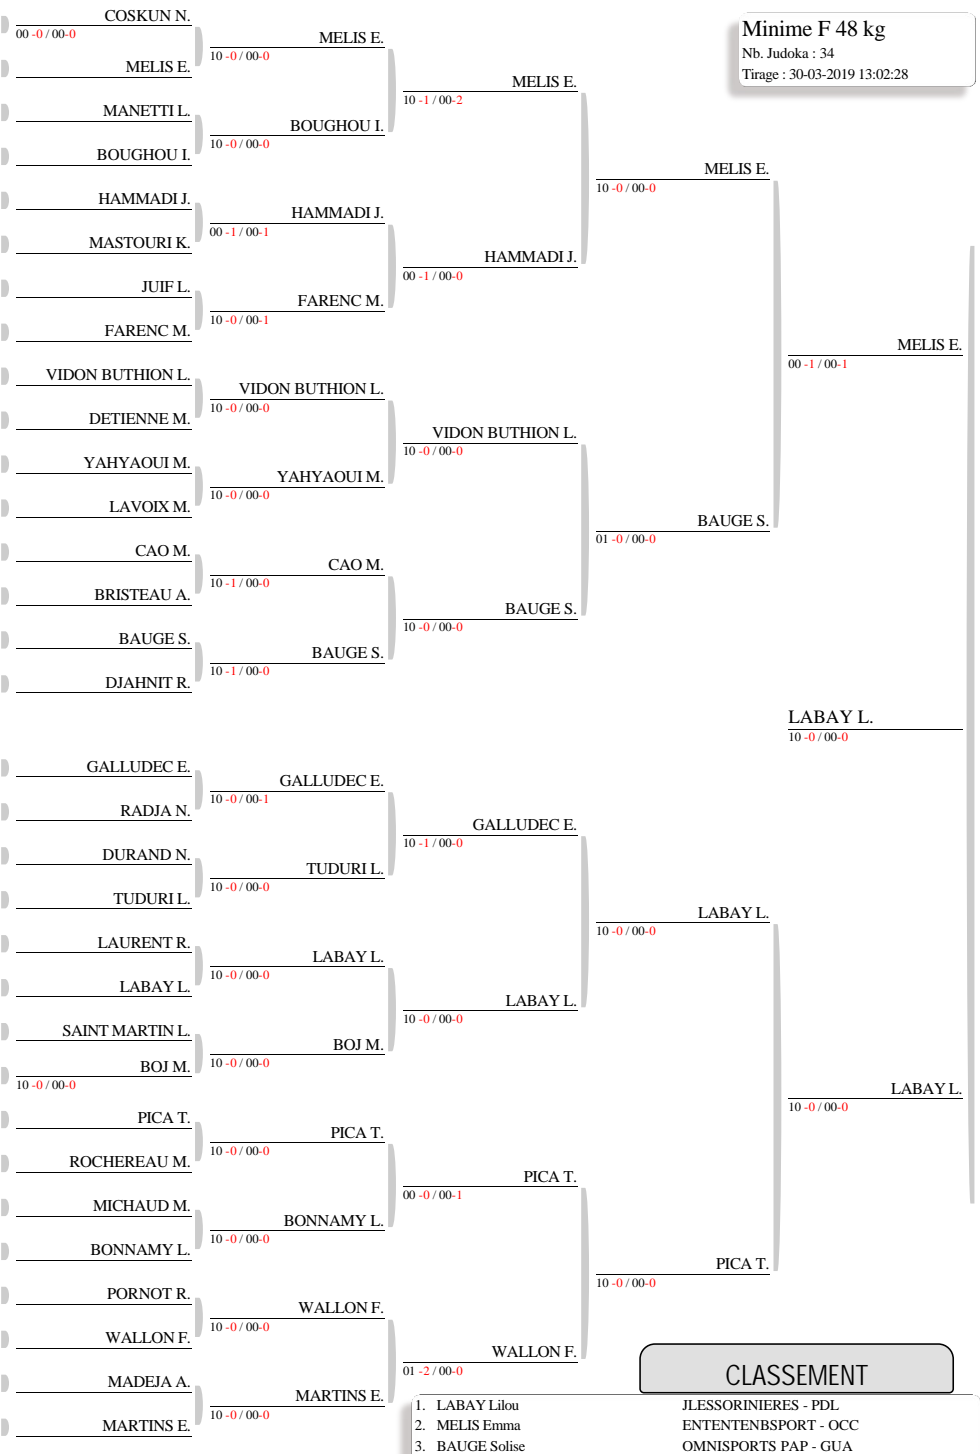 Minime F 48 kg
Nb. Judoka : 34
Tirage : 30-03-2019 13:02:28
COSKUN N.
00 -0 / 00-0
MELIS E.
MANETTI L.
BOUGHOU I.
HAMMADI J.
MASTOURI K.
JUIF L.
FARENC M.
VIDON BUTHION L.
DETIENNE M.
YAHYAOUI M.
LAVOIX M.
CAO M.
BRISTEAU A.
BAUGE S.
DJAHNIT R.
GALLUDEC E.
RADJA N.
DURAND N.
TUDURI L.
LAURENT R.
LABAY L.
SAINT MARTIN L.
BOJ M.
10 -0 / 00-0
PICA T.
ROCHEREAU M.
MICHAUD M.
BONNAMY L.
PORNOT R.
WALLON F.
MADEJA A.
MARTINS E.
MELIS E.
10 -0 / 00-0
BOUGHOU I.
10 -0 / 00-0
HAMMADI J.
00 -1 / 00-1
FARENC M.
10 -0 / 00-1
VIDON BUTHION L.
10 -0 / 00-0
YAHYAOUI M.
10 -0 / 00-0
CAO M.
10 -1 / 00-0
BAUGE S.
10 -1 / 00-0
GALLUDEC E.
10 -0 / 00-1
TUDURI L.
10 -0 / 00-0
LABAY L.
10 -0 / 00-0
BOJ M.
10 -0 / 00-0
PICA T.
10 -0 / 00-0
BONNAMY L.
10 -0 / 00-0
WALLON F.
10 -0 / 00-0
MARTINS E.
10 -0 / 00-0
MELIS E.
10 -1 / 00-2
HAMMADI J.
00 -1 / 00-0
VIDON BUTHION L.
10 -0 / 00-0
BAUGE S.
10 -0 / 00-0
GALLUDEC E.
10 -1 / 00-0
LABAY L.
10 -0 / 00-0
PICA T.
00 -0 / 00-1
WALLON F.
01 -2 / 00-0
MELIS E.
10 -0 / 00-0
BAUGE S.
01 -0 / 00-0
LABAY L.
10 -0 / 00-0
PICA T.
10 -0 / 00-0
MELIS E.
00 -1 / 00-1
LABAY L.
10 -0 / 00-0
LABAY L.
10 -0 / 00-0
CLASSEMENT
1. LABAY Lilou JLESSORINIERES - PDL
2. MELIS Emma ENTENTENBSPORT - OCC
3. BAUGE Solise OMNISPORTS PAP - GUA